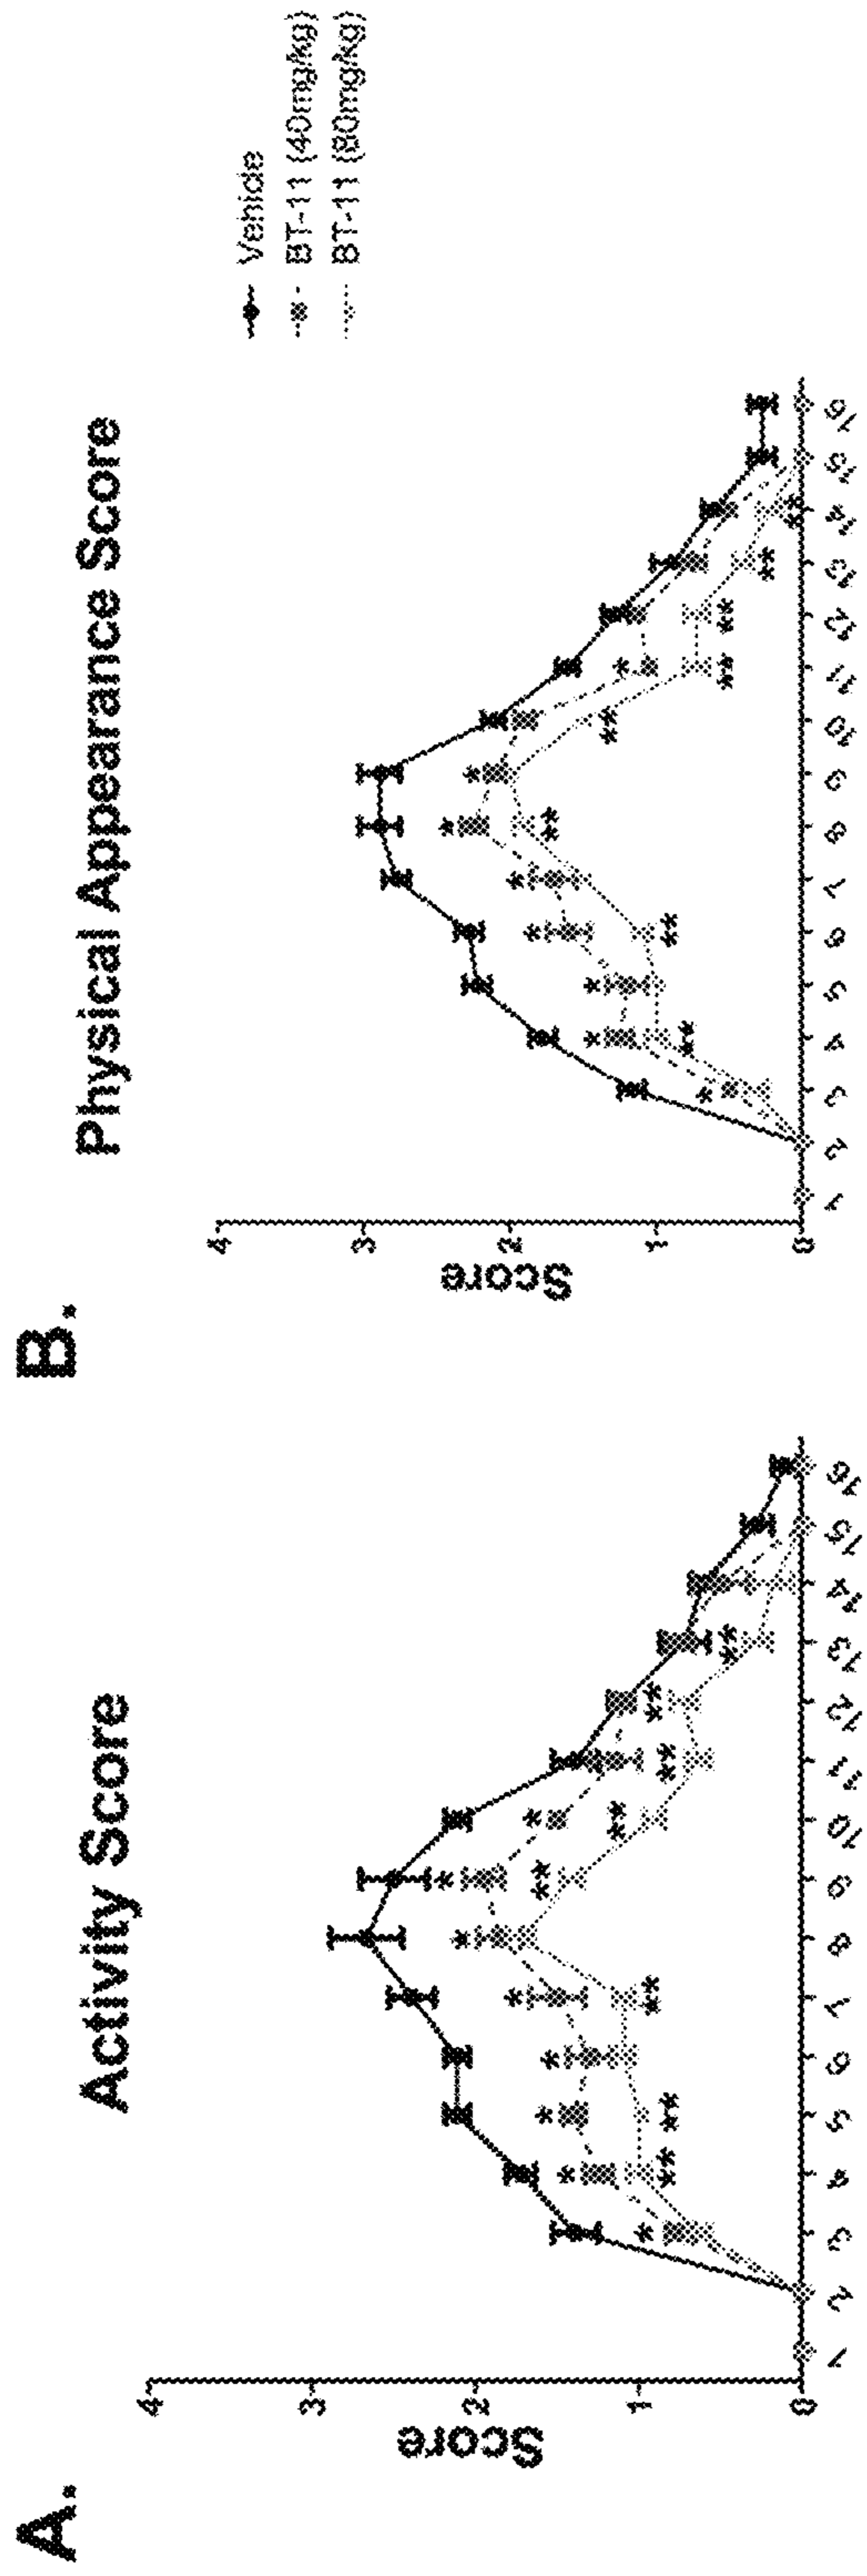 A.
Activity Score
Score
4
3
2
1
0
1 2 3 4 5 6 7 8 9 10 11 12 13 14 15 16
* * * * * * * *
** ** ** ** ** ** ** **
B.
Physical Appearance Score
Score
4
3
2
1
0
1 2 3 4 5 6 7 8 9 10 11 12 13 14 15 16
* * * * * * * *
** ** ** ** ** ** ** **
Vehicle
BT-11 (40mg/kg)
BT-11 (80mg/kg)